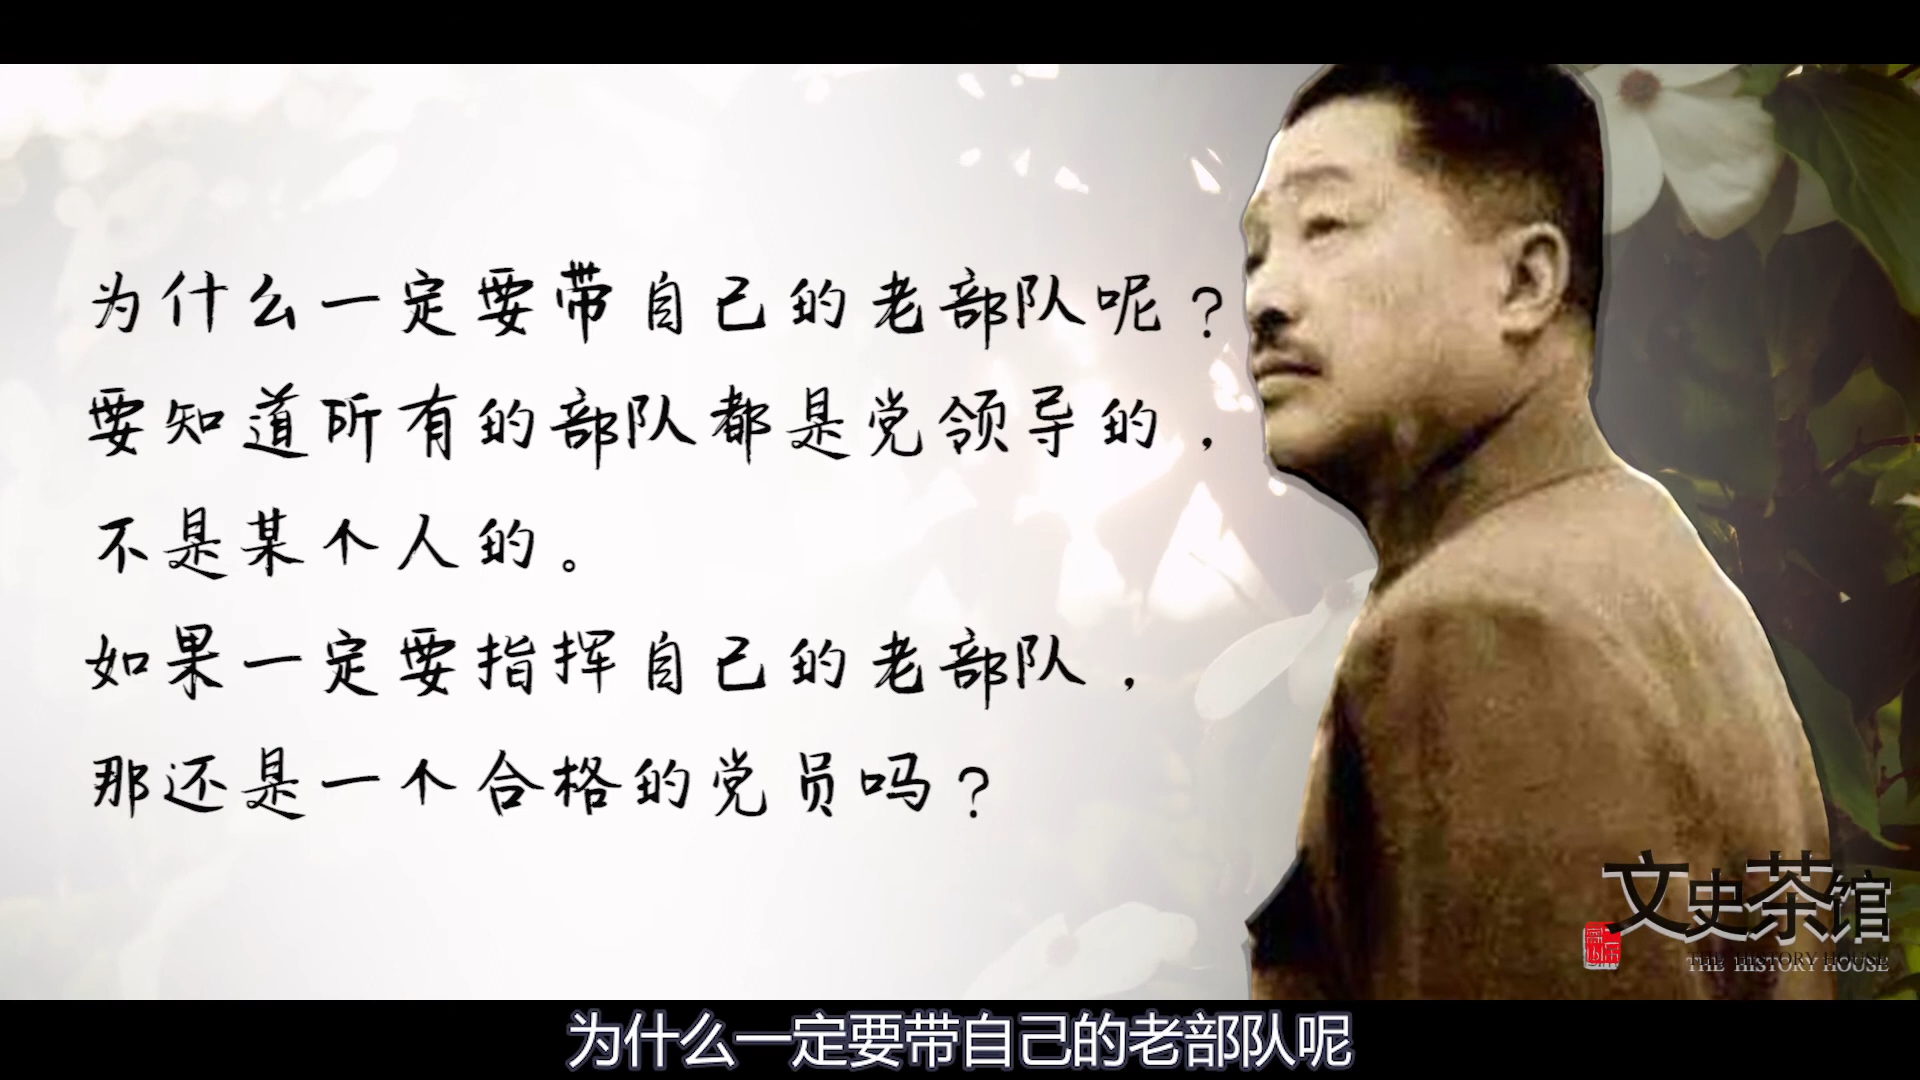 为什么一定要带自己的老部队呢？
要知道所有的部队都是党领导的，
不是某个人的。
如果一定要指挥自己的老部队，
那还是一个合格的党员吗？
文史茶馆
THE HISTORY HOUSE
为什么一定要带自己的老部队呢